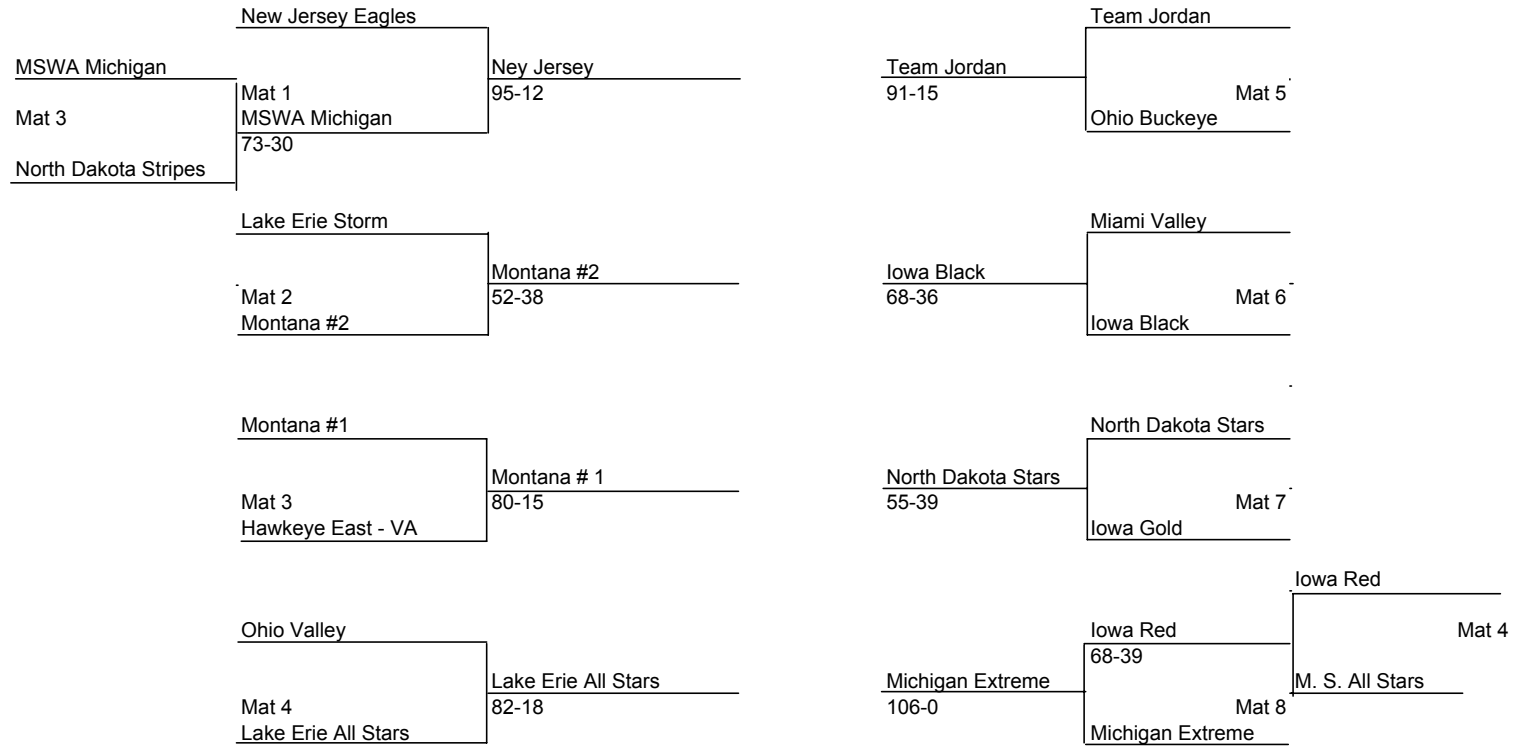 New Jersey Eagles
Team Jordan
MSWA Michigan
Ney Jersey
Team Jordan
Mat 1
95-12
91-15
Mat 5
Mat 3
MSWA Michigan
Ohio Buckeye
73-30
North Dakota Stripes
Lake Erie Storm
Miami Valley
Montana #2
Iowa Black
Mat 2
52-38
68-36
Mat 6
Montana #2
Iowa Black
Montana #1
North Dakota Stars
Montana # 1
North Dakota Stars
Mat 3
80-15
55-39
Mat 7
Hawkeye East - VA
Iowa Gold
Iowa Red
Ohio Valley
Iowa Red
Mat 4
68-39
Lake Erie All Stars
Michigan Extreme
M. S. All Stars
Mat 4
82-18
106-0
Mat 8
Lake Erie All Stars
Michigan Extreme